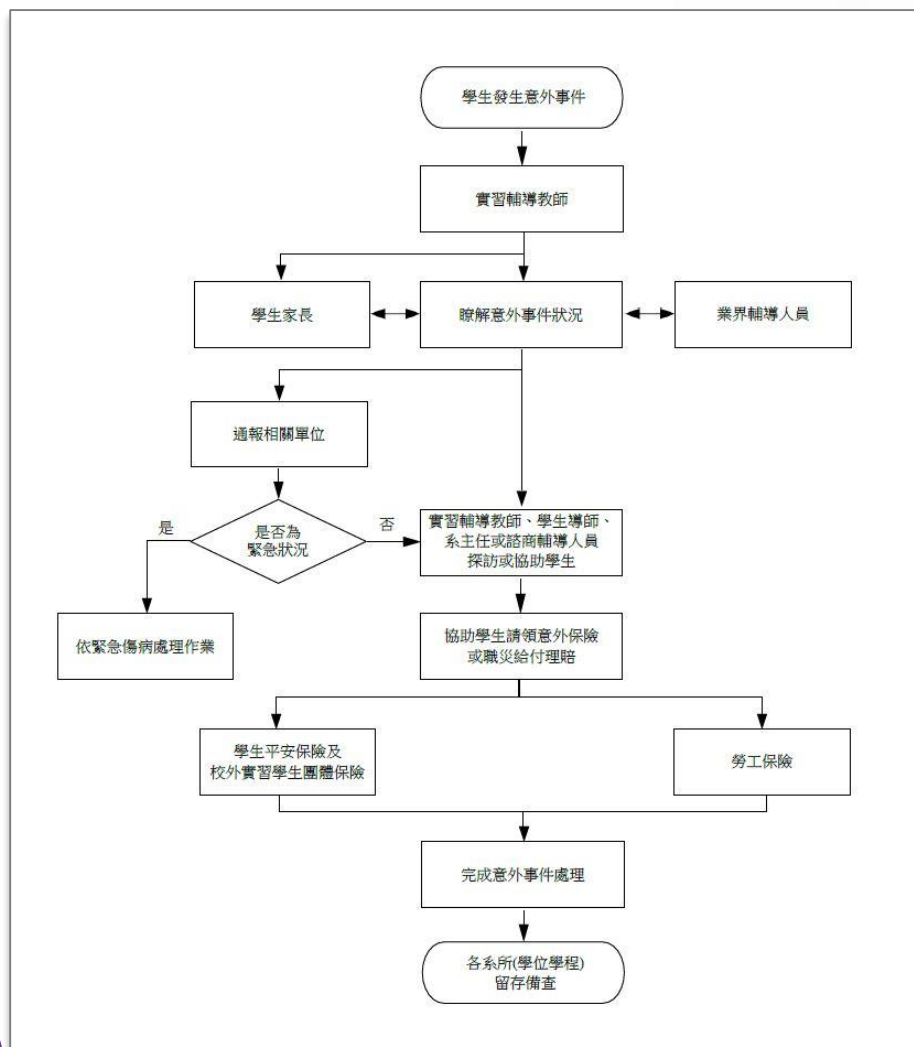 學生發生意外事件
實習輔導教師
學生家長
瞭解意外事件狀況
業界輔導人員
通報相關單位
是
是否為
緊急狀況
否
實習輔導教師、學生導師、
系主任或諮商輔導人員
探訪或協助學生
依緊急傷病處理作業
協助學生請領意外保險
或職災給付理賠
學生平安保險及
校外實習學生團體保險
勞工保險
完成意外事件處理
各系所(學位學程)
留存備查